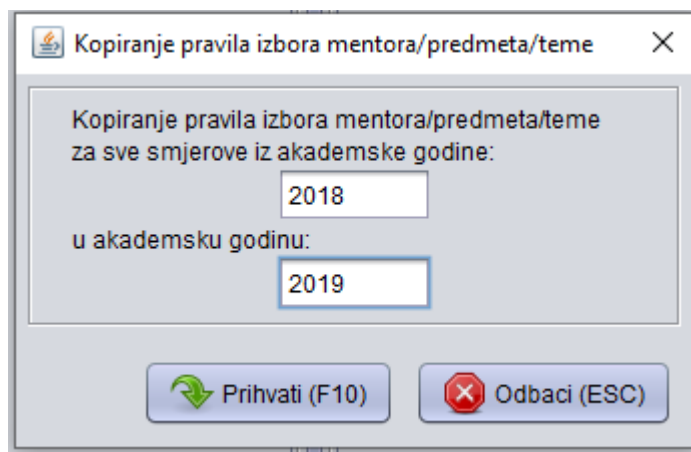 Kopiranje pravila izbora mentora/predmeta/teme
Kopiranje pravila izbora mentora/predmeta/teme
za sve smjerove iz akademske godine:
2018
u akademsku godinu:
2019
Prihvati (F10)
Odbaci (ESC)